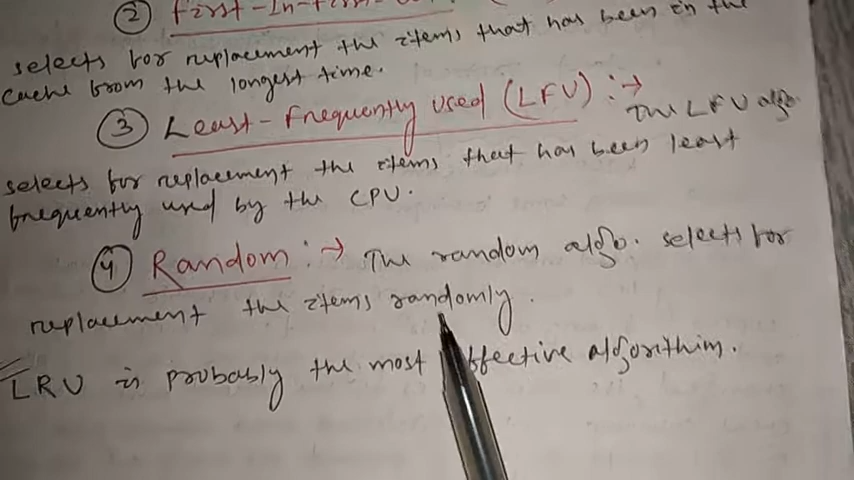 ② First-In-First-
selects for replacement the items that has been in the
cache from the longest time.
③ Least-Frequently used (LFU) :→ The LFU algo.
selects for replacement the items that has been least
frequently used by the CPU.
④ Random :→ The random algo. selects for
replacement the items randomly.
LRU is probably the most effective algorithim.